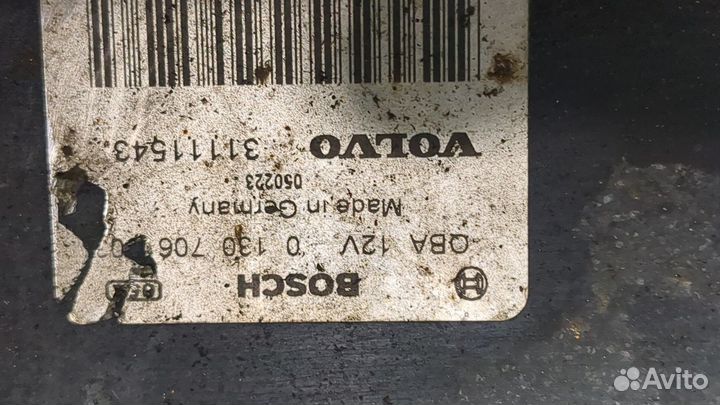 BOSCH
QBA 12V 0 130 706
Made in Germany
050223
VOLVO 31111543
Avito